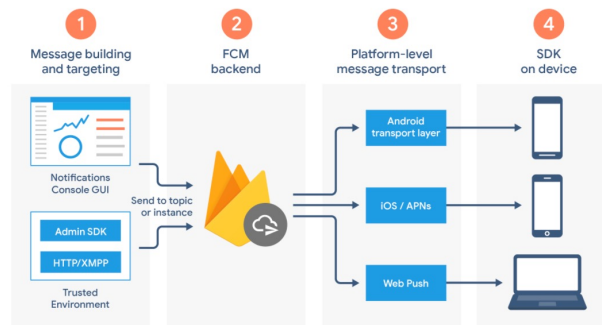 1
Message building
and targeting
2
FCM
backend
3
Platform-level
message transport
4
SDK
on device
Notifications
Console GUI
Send to topic
or instance
Admin SDK
HTTP/XMPP
Trusted
Environment
Android
transport layer
iOS / APNs
Web Push